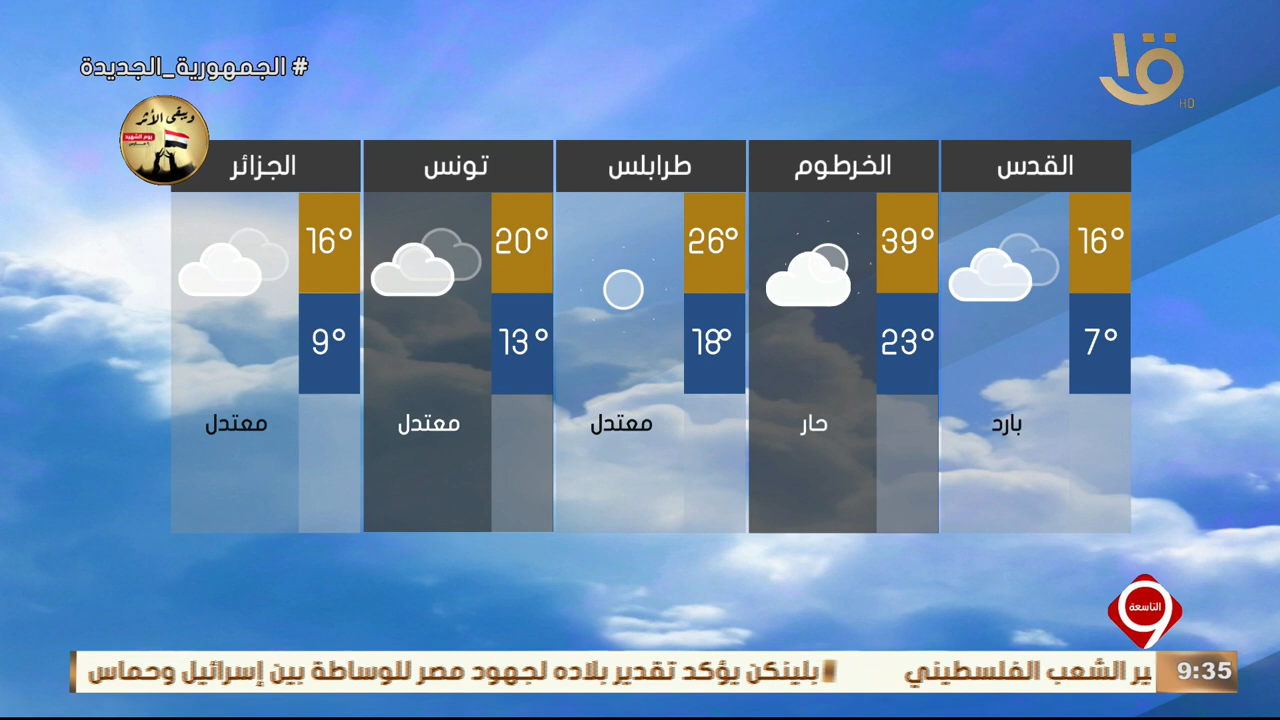 # الجمهورية_الجديدة
HD
ويبقى الأثر
يوم الشهيد
القدس
16°
7°
بارد
الخرطوم
39°
23°
حار
طرابلس
26°
18°
معتدل
تونس
20°
13°
معتدل
الجزائر
16°
9°
معتدل
التاسعة
9
9:35
ير الشعب الفلسطيني
بلينكن يؤكد تقدير بلاده لجهود مصر للوساطة بين إسرائيل وحماس